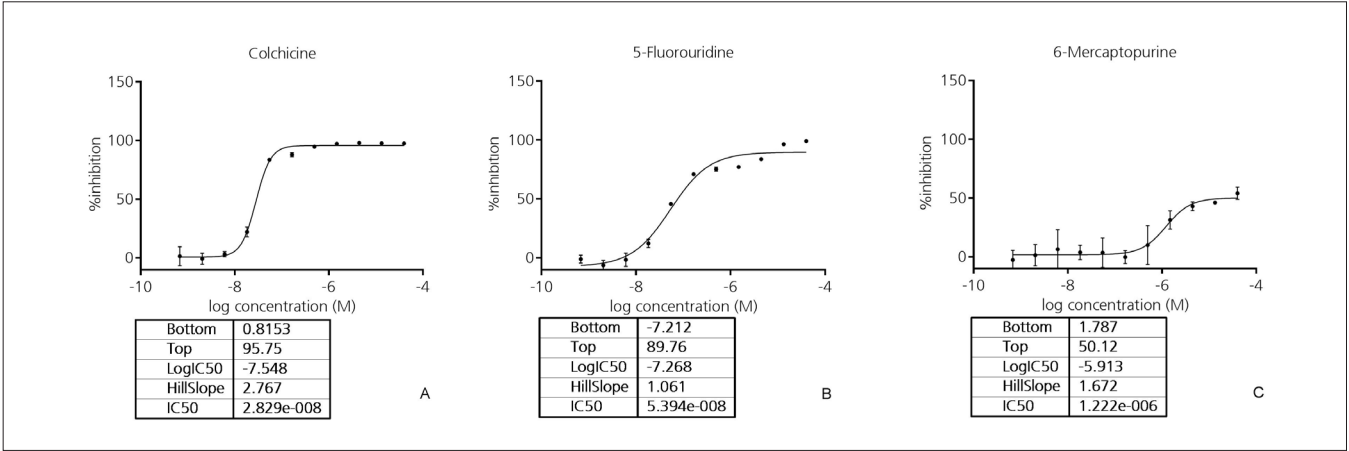 Colchicine
150
100
50
0
%inhibition
-10 -8 -6 -4
log concentration (M)
Bottom 0.8153
Top 95.75
LogIC50 -7.548
HillSlope 2.767
IC50 2.829e-008
A
5-Fluorouridine
150
100
50
0
%inhibition
-10 -8 -6 -4
log concentration (M)
Bottom -7.212
Top 89.76
LogIC50 -7.268
HillSlope 1.061
IC50 5.394e-008
B
6-Mercaptopurine
150
100
50
0
%inhibition
-10 -8 -6 -4
log concentration (M)
Bottom 1.787
Top 50.12
LogIC50 -5.913
HillSlope 1.672
IC50 1.222e-006
C